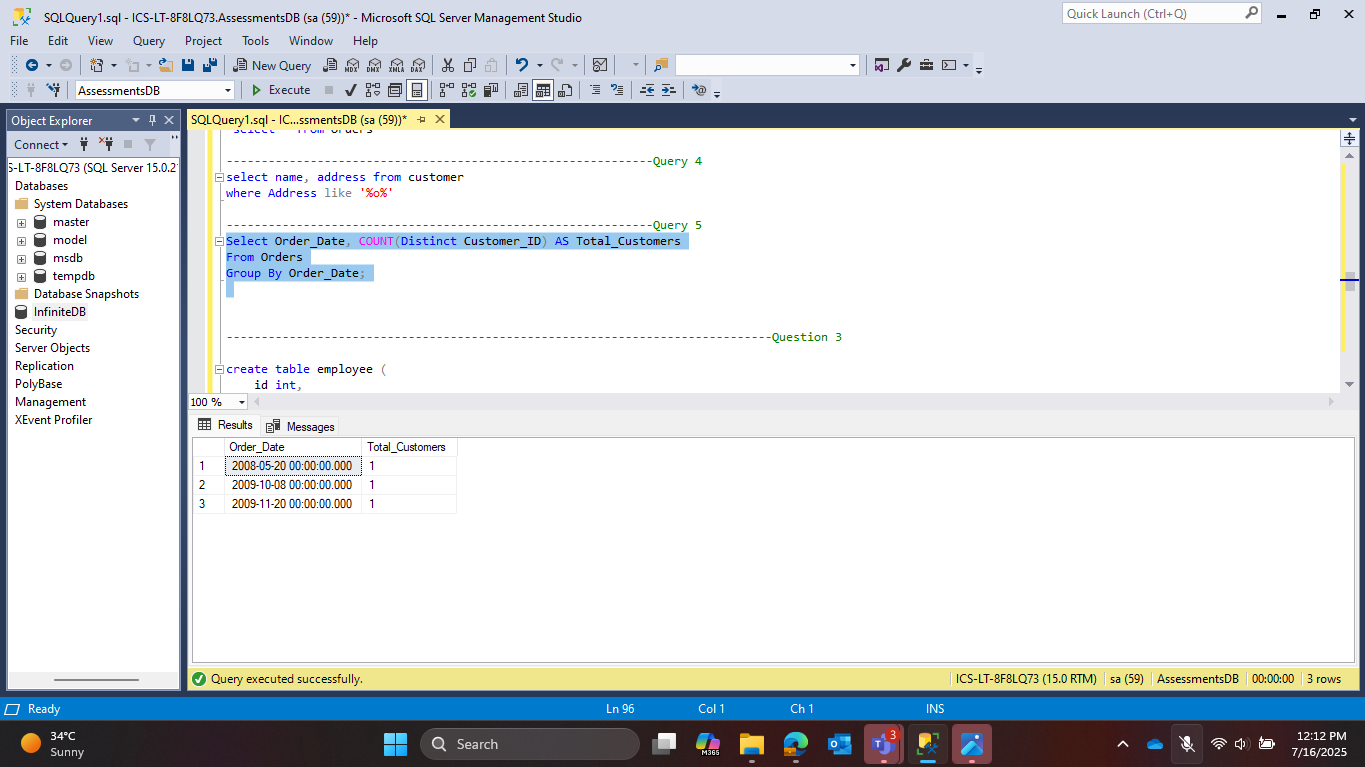 SQLQuery1.sql - ICS-LT-8F8LQ73.AssessmentsDB (sa (59))* - Microsoft SQL Server Management Studio
Quick Launch (Ctrl+Q)
File Edit View Query Project Tools Window Help
New Query MDX DMX XMLA DAX
AssessmentsDB Execute
Object Explorer
SQLQuery1.sql - IC...ssmentsDB (sa (59))*
Connect
S-LT-8F8LQ73 (SQL Server 15.0.2
Databases
System Databases
master
model
msdb
tempdb
Database Snapshots
InfiniteDB
Security
Server Objects
Replication
PolyBase
Management
XEvent Profiler
select * from orders
-------------------------------------------------------------Query 4
select name, address from customer
where Address like '%o%'
-------------------------------------------------------------Query 5
Select Order_Date, COUNT(Distinct Customer_ID) AS Total_Customers
From Orders
Group By Order_Date;
------------------------------------------------------------------------------Question 3
create table employee (
id int,
100 %
Results Messages
Order_Date Total_Customers
1 2008-05-20 00:00:00.000 1
2 2009-10-08 00:00:00.000 1
3 2009-11-20 00:00:00.000 1
Query executed successfully. ICS-LT-8F8LQ73 (15.0 RTM) sa (59) AssessmentsDB 00:00:00 3 rows
Ready Ln 96 Col 1 Ch 1 INS
34°C
Sunny
Search
M365
3
12:12 PM
7/16/2025